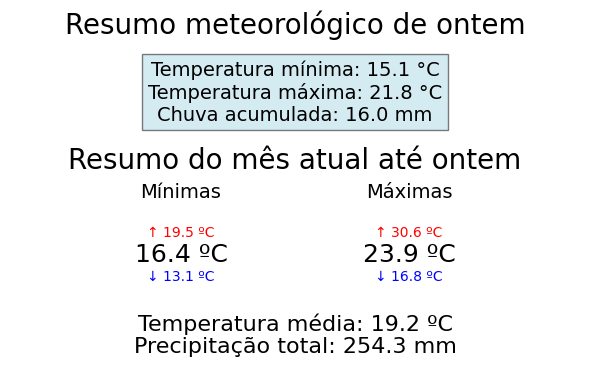 Resumo meteorológico de ontem
Temperatura mínima: 15.1 °C
Temperatura máxima: 21.8 °C
Chuva acumulada: 16.0 mm
Resumo do mês atual até ontem
Mínimas Máximas
↑ 19.5 ºC ↑ 30.6 ºC
16.4 ºC 23.9 ºC
↓ 13.1 ºC ↓ 16.8 ºC
Temperatura média: 19.2 ºC
Precipitação total: 254.3 mm